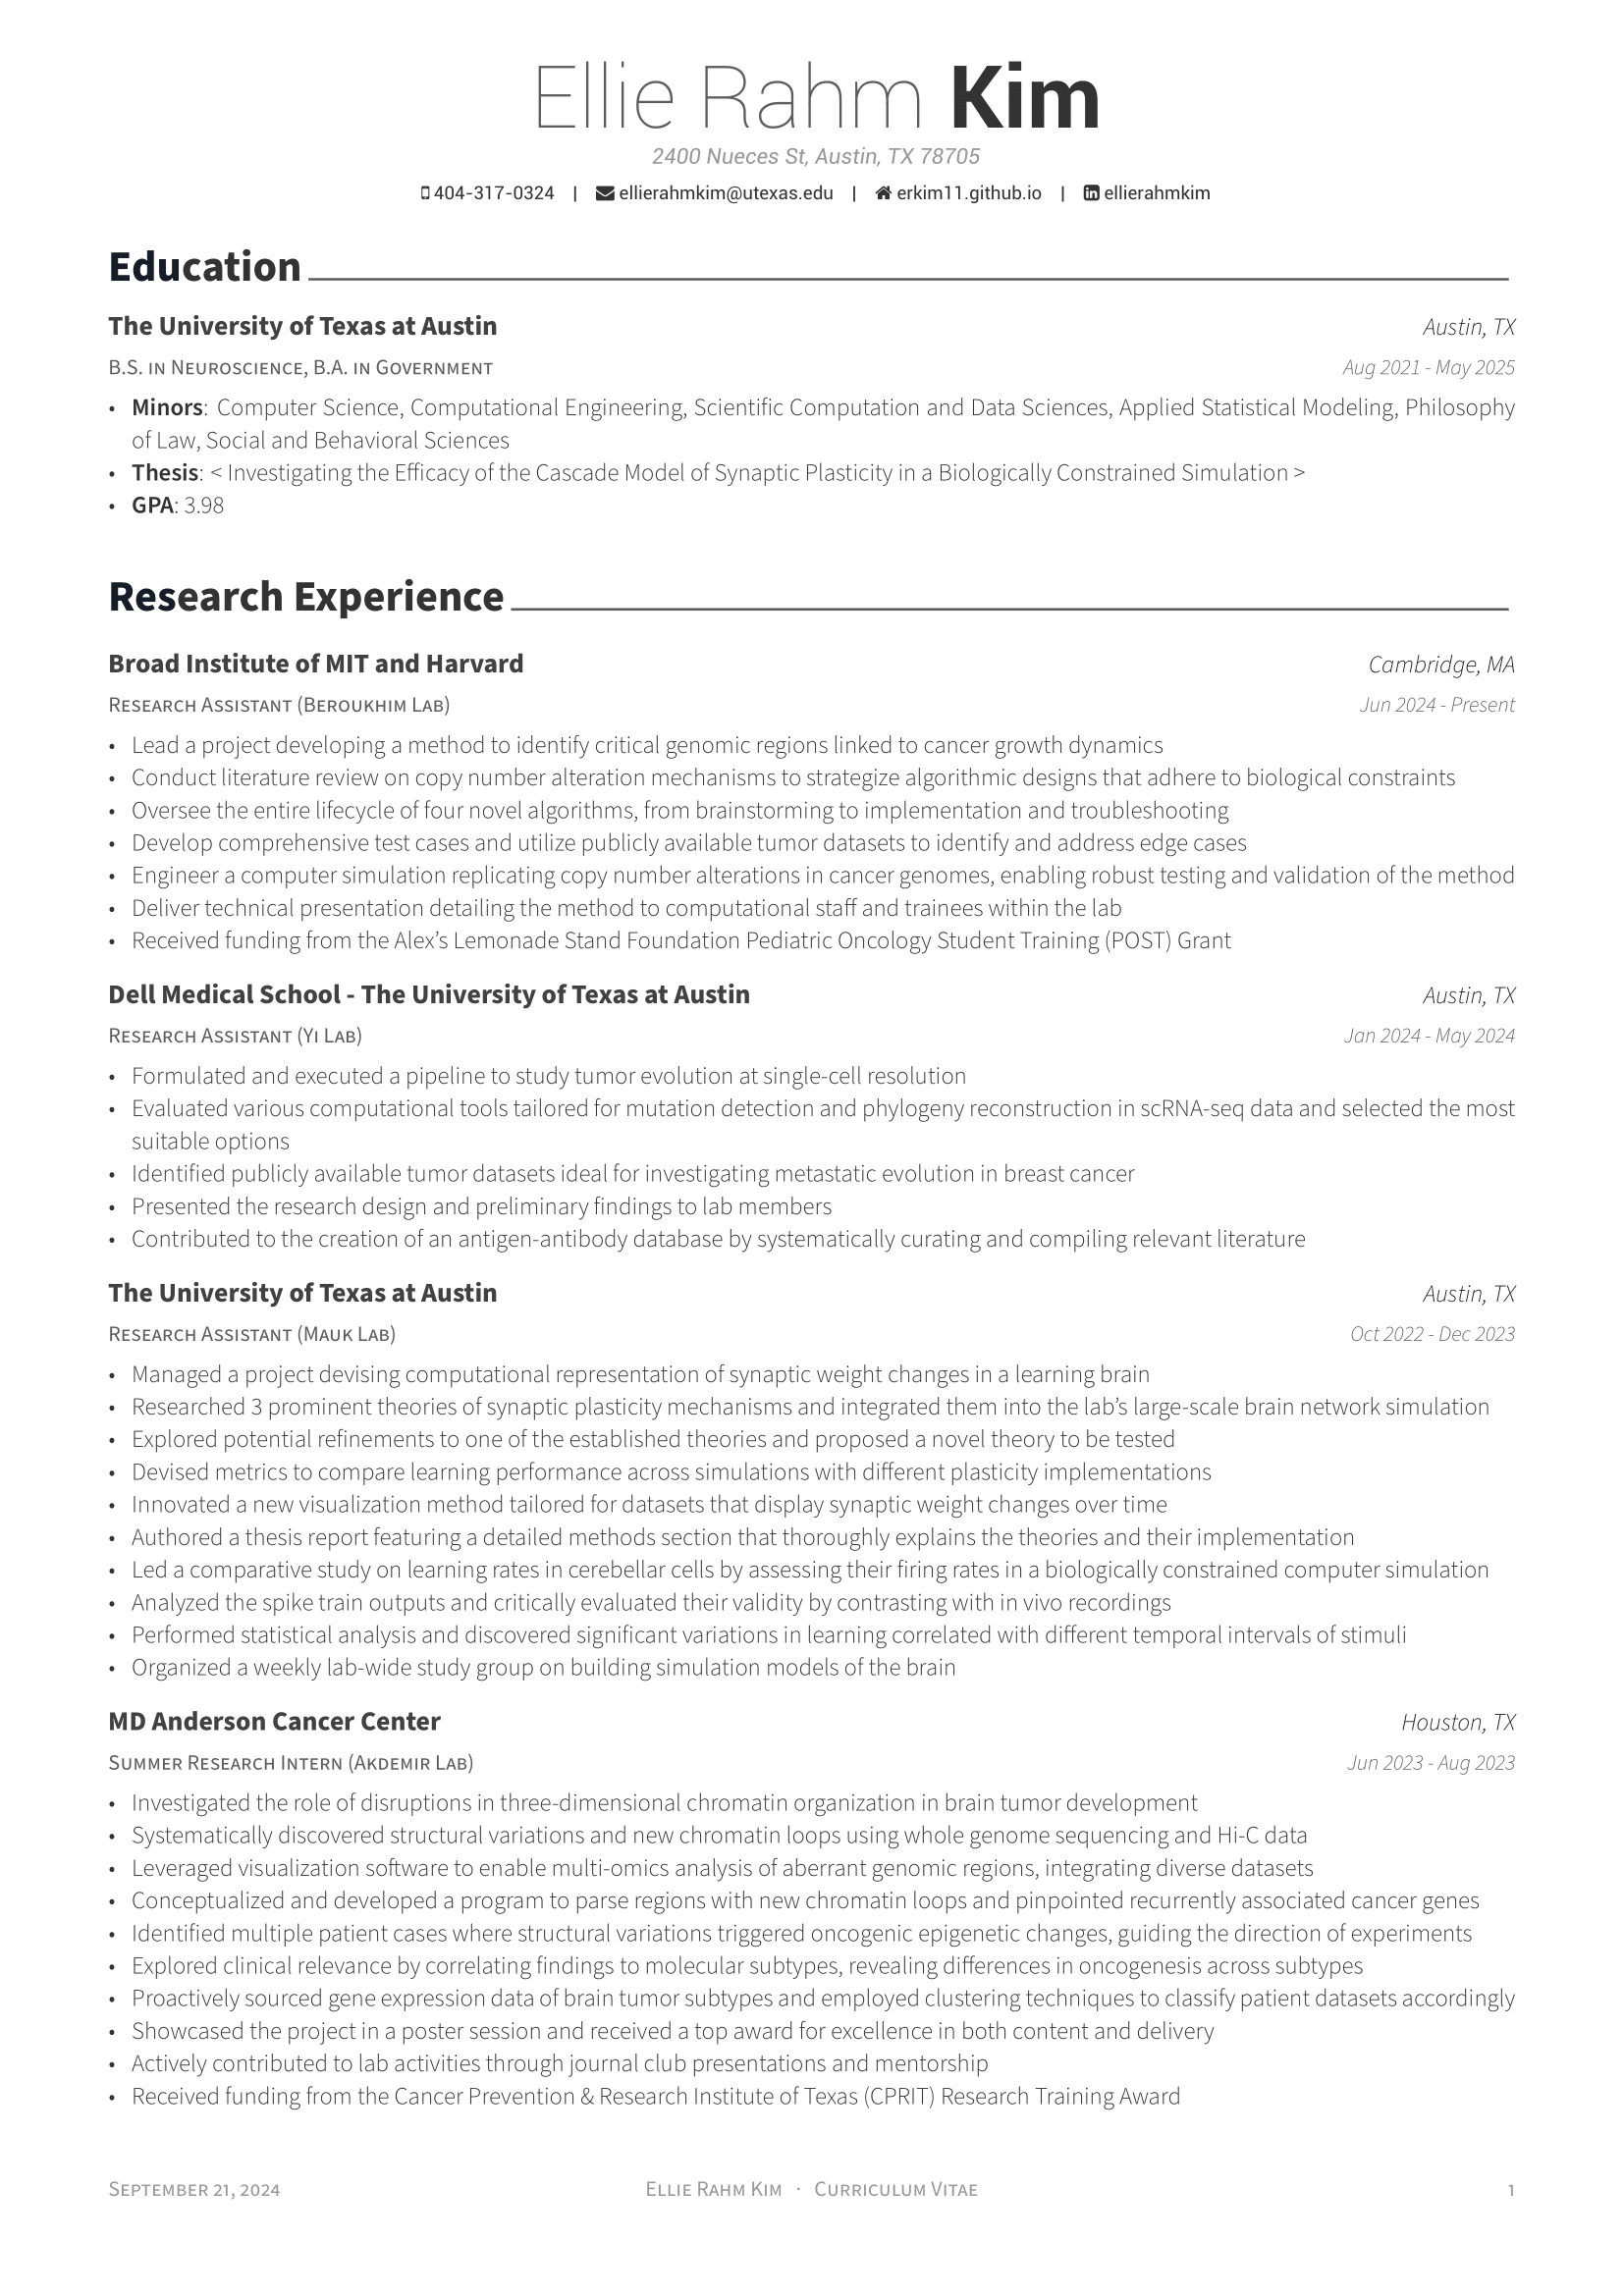 Ellie Rahm Kim
2400 Nueces St, Austin, TX 78705
404-317-0324 | ellierahmkim@utexas.edu | erkim11.github.io | ellierahmkim
Education
The University of Texas at Austin Austin, TX
B.S. in Neuroscience, B.A. in Government Aug 2021 - May 2025
• Minors: Computer Science, Computational Engineering, Scientific Computation and Data Sciences, Applied Statistical Modeling, Philosophy
of Law, Social and Behavioral Sciences
• Thesis: < Investigating the Efficacy of the Cascade Model of Synaptic Plasticity in a Biologically Constrained Simulation >
• GPA: 3.98
Research Experience
Broad Institute of MIT and Harvard Cambridge, MA
Research Assistant (Beroukhim Lab) Jun 2024 - Present
• Lead a project developing a method to identify critical genomic regions linked to cancer growth dynamics
• Conduct literature review on copy number alteration mechanisms to strategize algorithmic designs that adhere to biological constraints
• Oversee the entire lifecycle of four novel algorithms, from brainstorming to implementation and troubleshooting
• Develop comprehensive test cases and utilize publicly available tumor datasets to identify and address edge cases
• Engineer a computer simulation replicating copy number alterations in cancer genomes, enabling robust testing and validation of the method
• Deliver technical presentation detailing the method to computational staff and trainees within the lab
• Received funding from the Alex's Lemonade Stand Foundation Pediatric Oncology Student Training (POST) Grant
Dell Medical School - The University of Texas at Austin Austin, TX
Research Assistant (Yi Lab) Jan 2024 - May 2024
• Formulated and executed a pipeline to study tumor evolution at single-cell resolution
• Evaluated various computational tools tailored for mutation detection and phylogeny reconstruction in scRNA-seq data and selected the most
suitable options
• Identified publicly available tumor datasets ideal for investigating metastatic evolution in breast cancer
• Presented the research design and preliminary findings to lab members
• Contributed to the creation of an antigen-antibody database by systematically curating and compiling relevant literature
The University of Texas at Austin Austin, TX
Research Assistant (Mauk Lab) Oct 2022 - Dec 2023
• Managed a project devising computational representation of synaptic weight changes in a learning brain
• Researched 3 prominent theories of synaptic plasticity mechanisms and integrated them into the lab's large-scale brain network simulation
• Explored potential refinements to one of the established theories and proposed a novel theory to be tested
• Devised metrics to compare learning performance across simulations with different plasticity implementations
• Innovated a new visualization method tailored for datasets that display synaptic weight changes over time
• Authored a thesis report featuring a detailed methods section that thoroughly explains the theories and their implementation
• Led a comparative study on learning rates in cerebellar cells by assessing their firing rates in a biologically constrained computer simulation
• Analyzed the spike train outputs and critically evaluated their validity by contrasting with in vivo recordings
• Performed statistical analysis and discovered significant variations in learning correlated with different temporal intervals of stimuli
• Organized a weekly lab-wide study group on building simulation models of the brain
MD Anderson Cancer Center Houston, TX
Summer Research Intern (Akdemir Lab) Jun 2023 - Aug 2023
• Investigated the role of disruptions in three-dimensional chromatin organization in brain tumor development
• Systematically discovered structural variations and new chromatin loops using whole genome sequencing and Hi-C data
• Leveraged visualization software to enable multi-omics analysis of aberrant genomic regions, integrating diverse datasets
• Conceptualized and developed a program to parse regions with new chromatin loops and pinpointed recurrently associated cancer genes
• Identified multiple patient cases where structural variations triggered oncogenic epigenetic changes, guiding the direction of experiments
• Explored clinical relevance by correlating findings to molecular subtypes, revealing differences in oncogenesis across subtypes
• Proactively sourced gene expression data of brain tumor subtypes and employed clustering techniques to classify patient datasets accordingly
• Showcased the project in a poster session and received a top award for excellence in both content and delivery
• Actively contributed to lab activities through journal club presentations and mentorship
• Received funding from the Cancer Prevention & Research Institute of Texas (CPRIT) Research Training Award
September 21, 2024 Ellie Rahm Kim · Curriculum Vitae 1